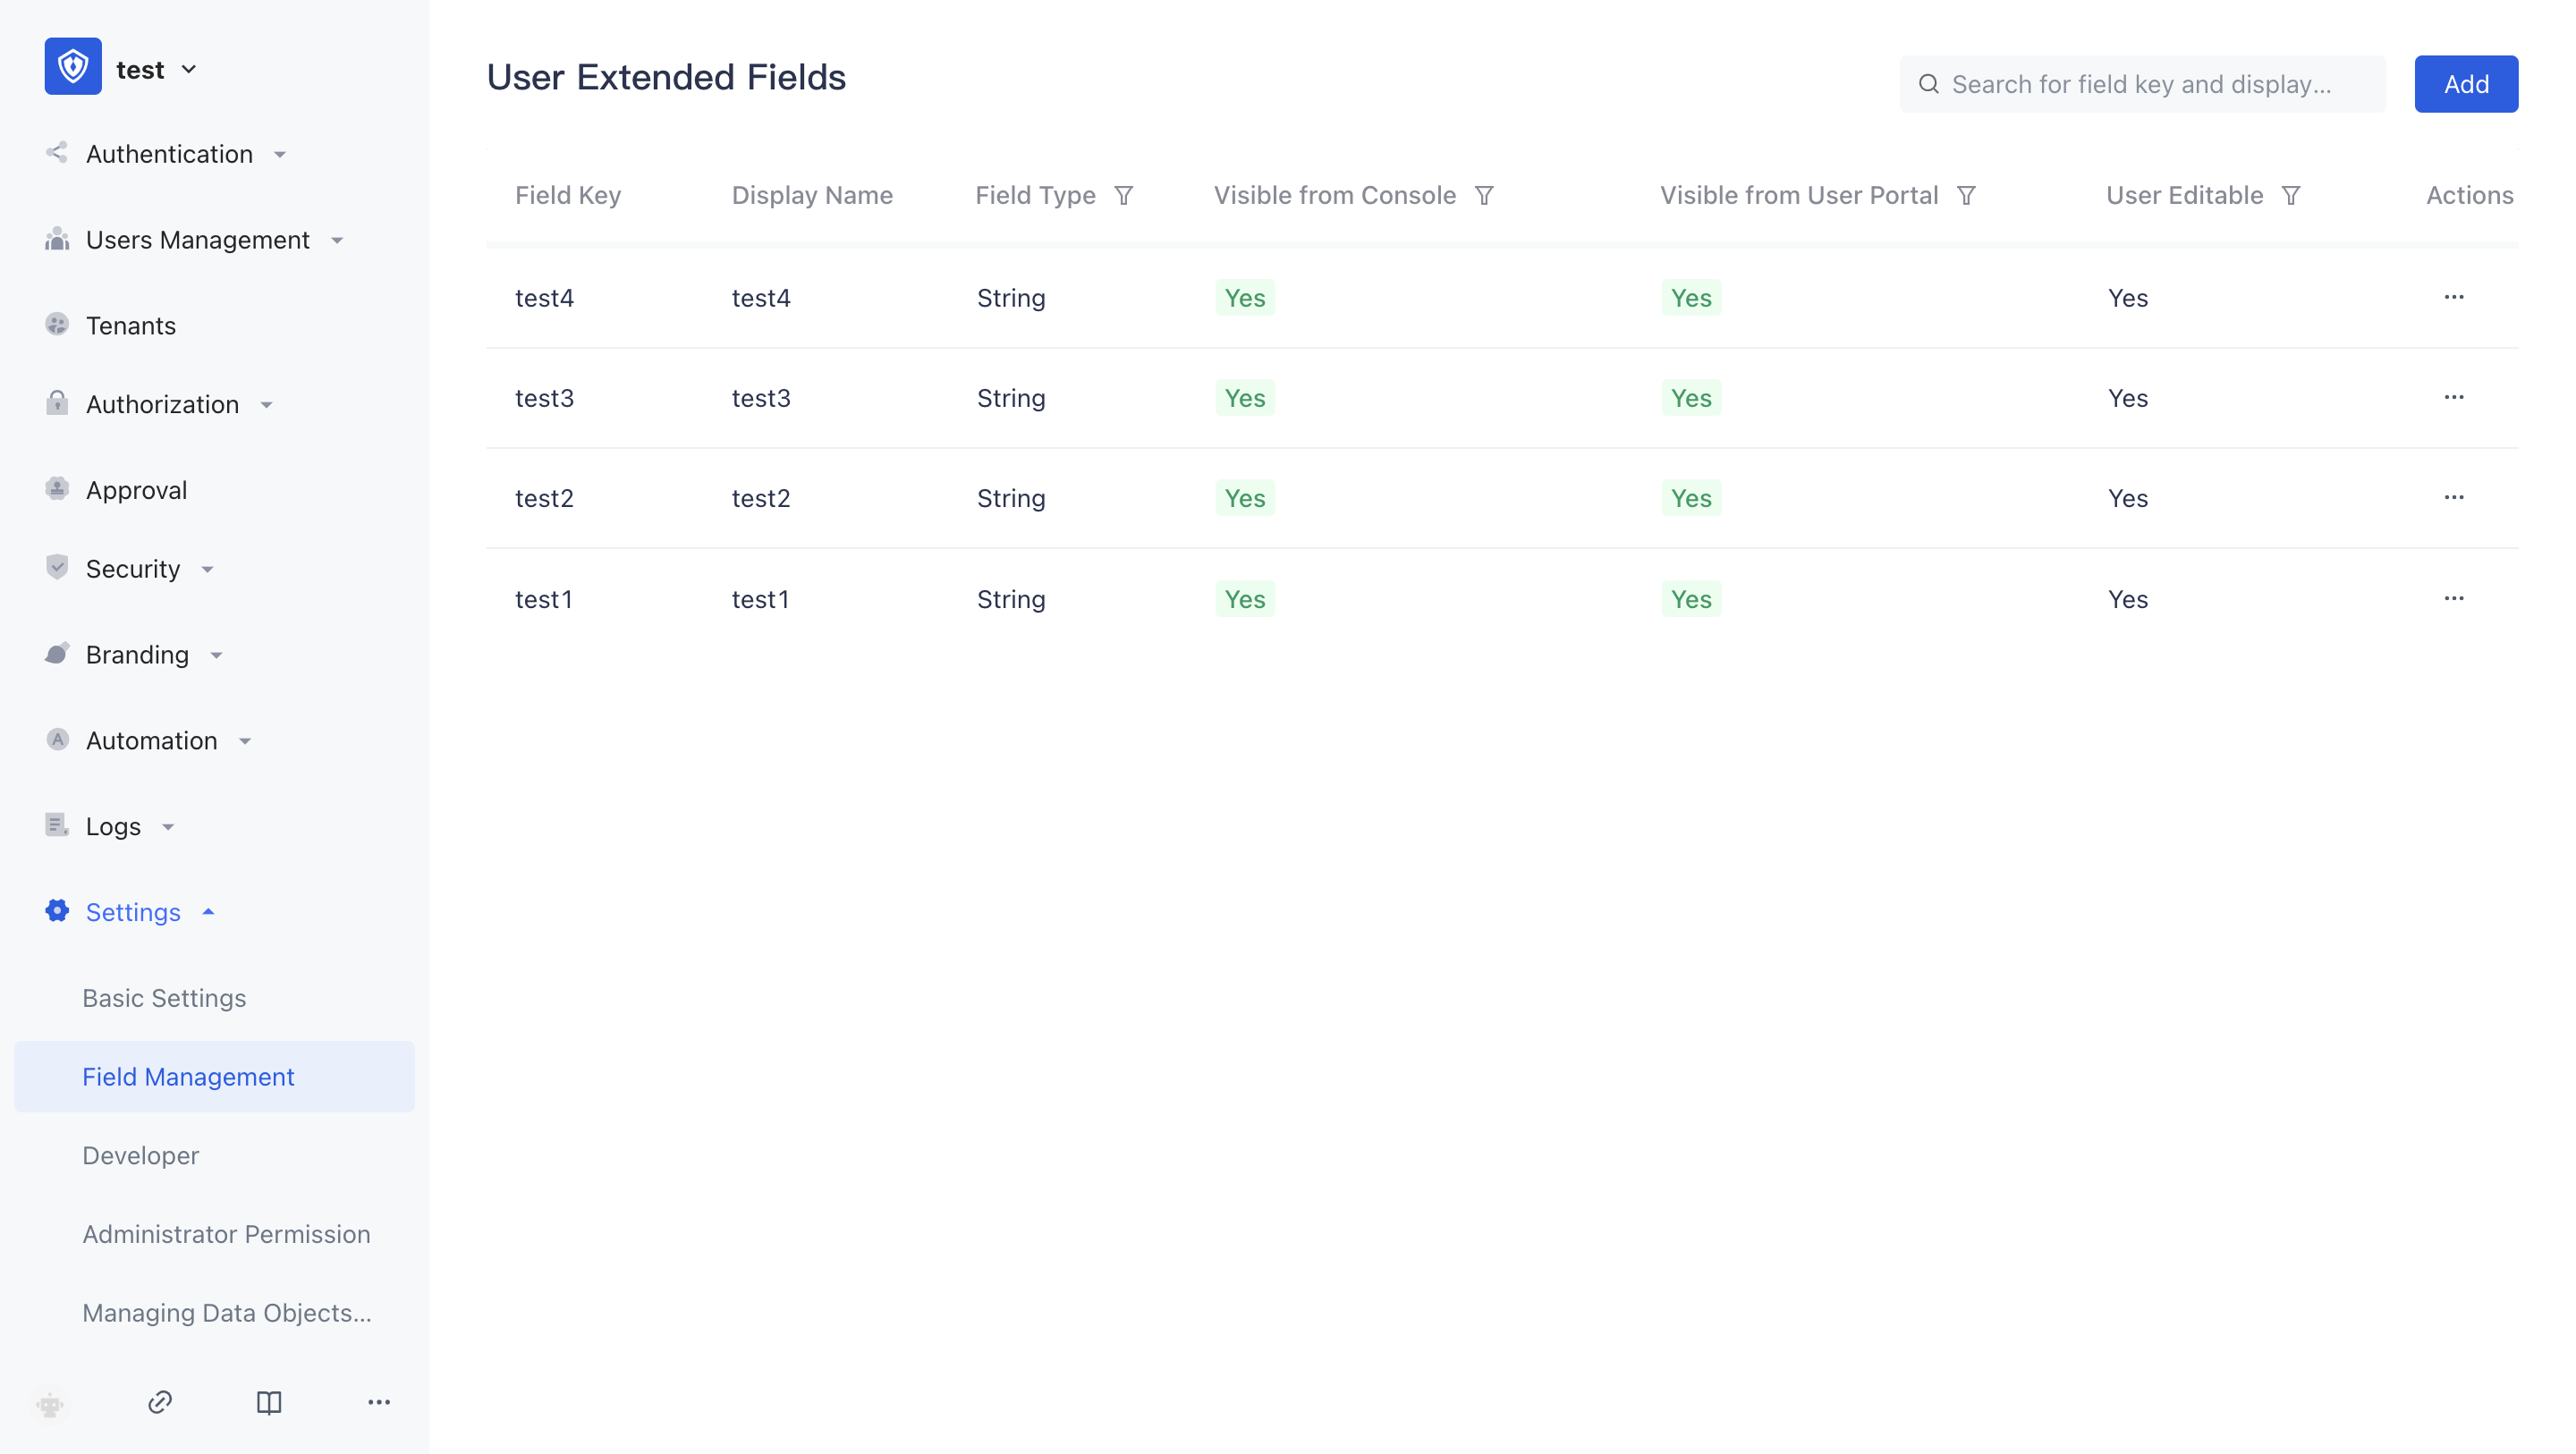 test
Authentication
Users Management
Tenants
Authorization
Approval
Security
Branding
Automation
Logs
Settings
Basic Settings
Field Management
Developer
Administrator Permission
Managing Data Objects...
User Extended Fields
Search for field key and display...
Add
Field Key Display Name Field Type Visible from Console Visible from User Portal User Editable Actions
test4 test4 String Yes Yes Yes
test3 test3 String Yes Yes Yes
test2 test2 String Yes Yes Yes
test1 test1 String Yes Yes Yes